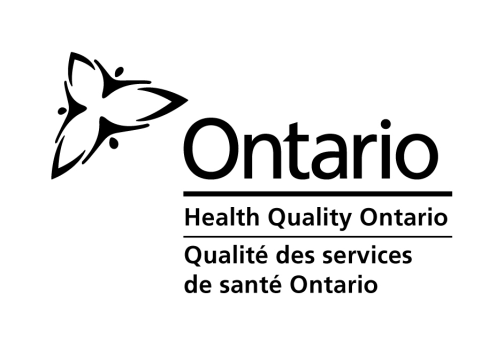 Ontario
Health Quality Ontario
Qualité des services
de santé Ontario